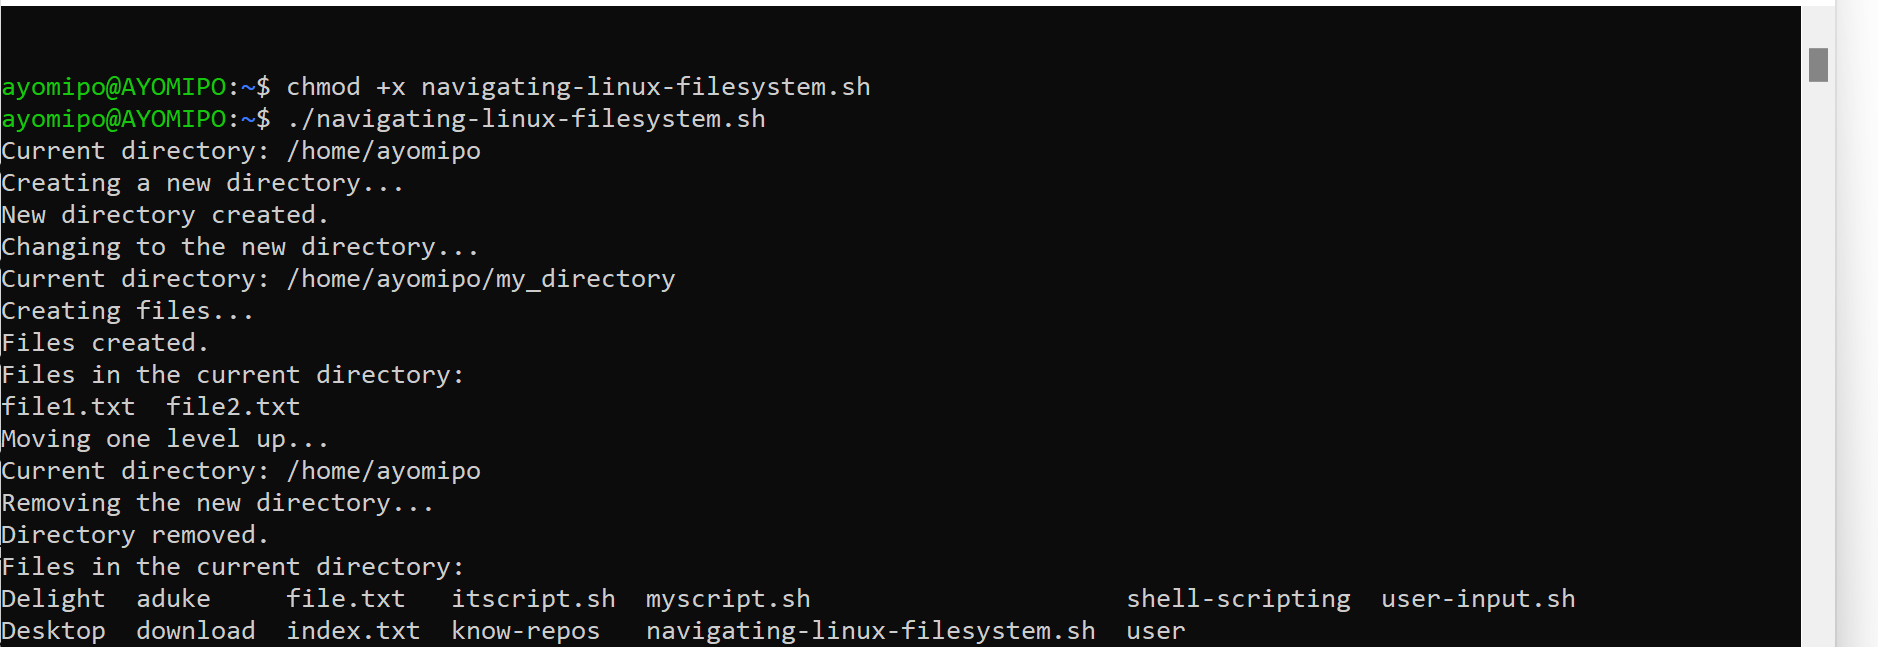 ayomipo@AYOMIPO:~$ chmod +x navigating-linux-filesystem.sh
ayomipo@AYOMIPO:~$ ./navigating-linux-filesystem.sh
Current directory: /home/ayomipo
Creating a new directory...
New directory created.
Changing to the new directory...
Current directory: /home/ayomipo/my_directory
Creating files...
Files created.
Files in the current directory:
file1.txt  file2.txt
Moving one level up...
Current directory: /home/ayomipo
Removing the new directory...
Directory removed.
Files in the current directory:
Delight  aduke     file.txt   itscript.sh  myscript.sh                     shell-scripting  user-input.sh
Desktop  download  index.txt  know-repos   navigating-linux-filesystem.sh  user